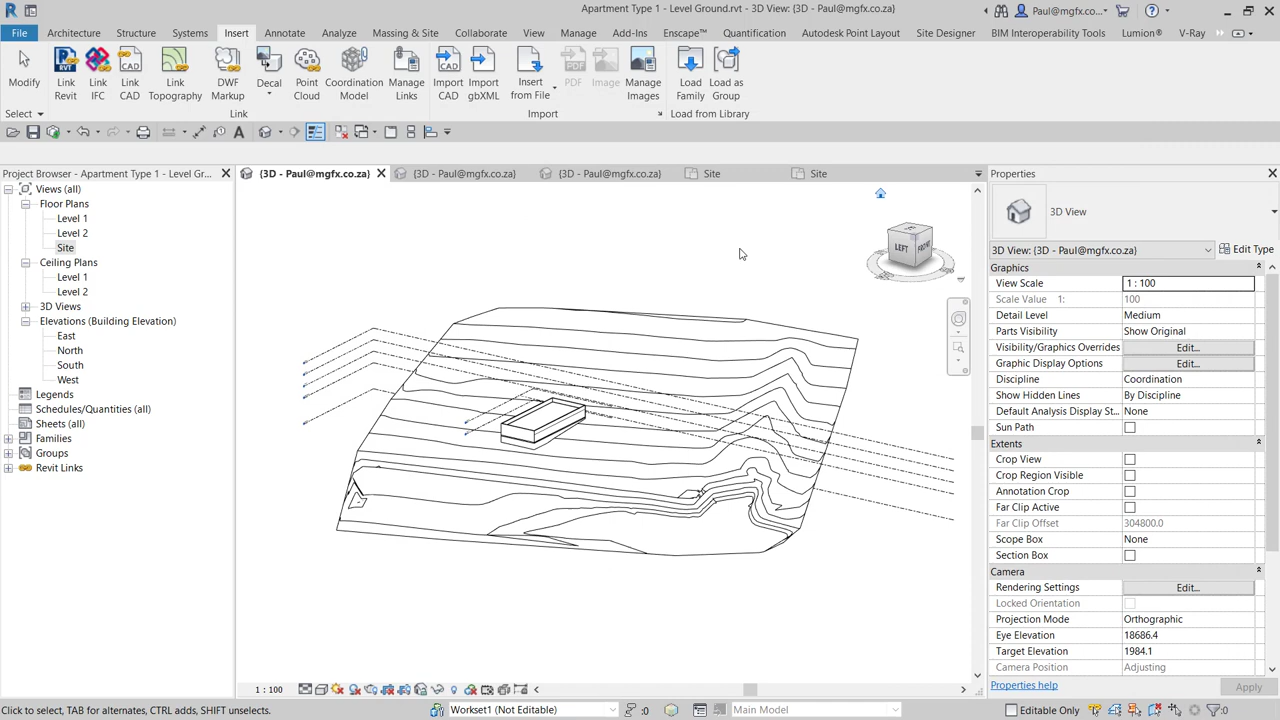 Apartment Type 1 - Level Ground.rvt - 3D View: {3D - Paul@mgfx.co.za}
Paul@mgfx.co...
File
Architecture
Structure
Systems
Insert
Annotate
Analyze
Massing & Site
Collaborate
View
Manage
Add-Ins
Enscape™
Quantification
Autodesk Point Layout
Site Designer
BIM Interoperability Tools
Lumion®
V-Ray
Modify
Link
Revit
Link
IFC
Link
CAD
Link
Topography
DWF
Markup
Decal
Point
Cloud
Coordination
Model
Manage
Links
Import
CAD
Import
gbXML
Insert
from File
PDF
Image
Manage
Images
Load
Family
Load as
Group
Select
Link
Import
Load from Library
Project Browser - Apartment Type 1 - Level Gr...
Views (all)
Floor Plans
Level 1
Level 2
Site
Ceiling Plans
Level 1
Level 2
3D Views
Elevations (Building Elevation)
East
North
South
West
Legends
Schedules/Quantities (all)
Sheets (all)
Families
Groups
Revit Links
{3D - Paul@mgfx.co.za}
{3D - Paul@mgfx.co.za}
{3D - Paul@mgfx.co.za}
Site
Site
LEFT
FRONT
Properties
3D View
3D View: {3D - Paul@mgfx.co.za}
Edit Type
Graphics
View Scale 1 : 100
Scale Value 1: 100
Detail Level Medium
Parts Visibility Show Original
Visibility/Graphics Overrides Edit...
Graphic Display Options Edit...
Discipline Coordination
Show Hidden Lines By Discipline
Default Analysis Display St... None
Sun Path
Extents
Crop View
Crop Region Visible
Annotation Crop
Far Clip Active
Far Clip Offset 304800.0
Scope Box None
Section Box
Camera
Rendering Settings Edit...
Locked Orientation
Projection Mode Orthographic
Eye Elevation 18686.4
Target Elevation 1984.1
Camera Position Adjusting
Properties help
Apply
1 : 100
Click to select, TAB for alternates, CTRL adds, SHIFT unselects.
Workset1 (Not Editable)
:0
Main Model
Editable Only
:0